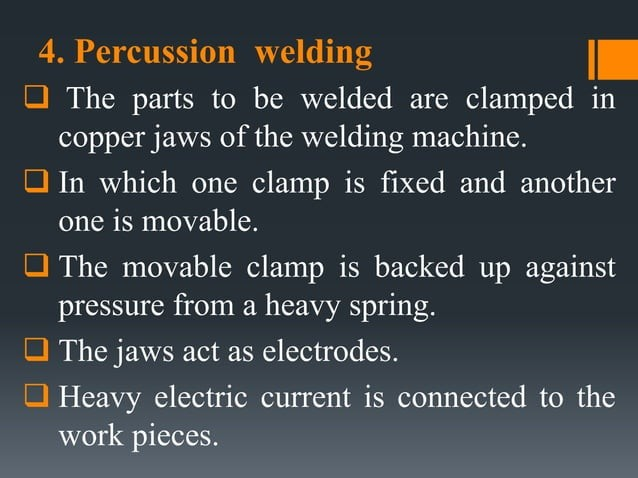 4. Percussion welding
The parts to be welded are clamped in
copper jaws of the welding machine.
In which one clamp is fixed and another
one is movable.
The movable clamp is backed up against
pressure from a heavy spring.
The jaws act as electrodes.
Heavy electric current is connected to the
work pieces.